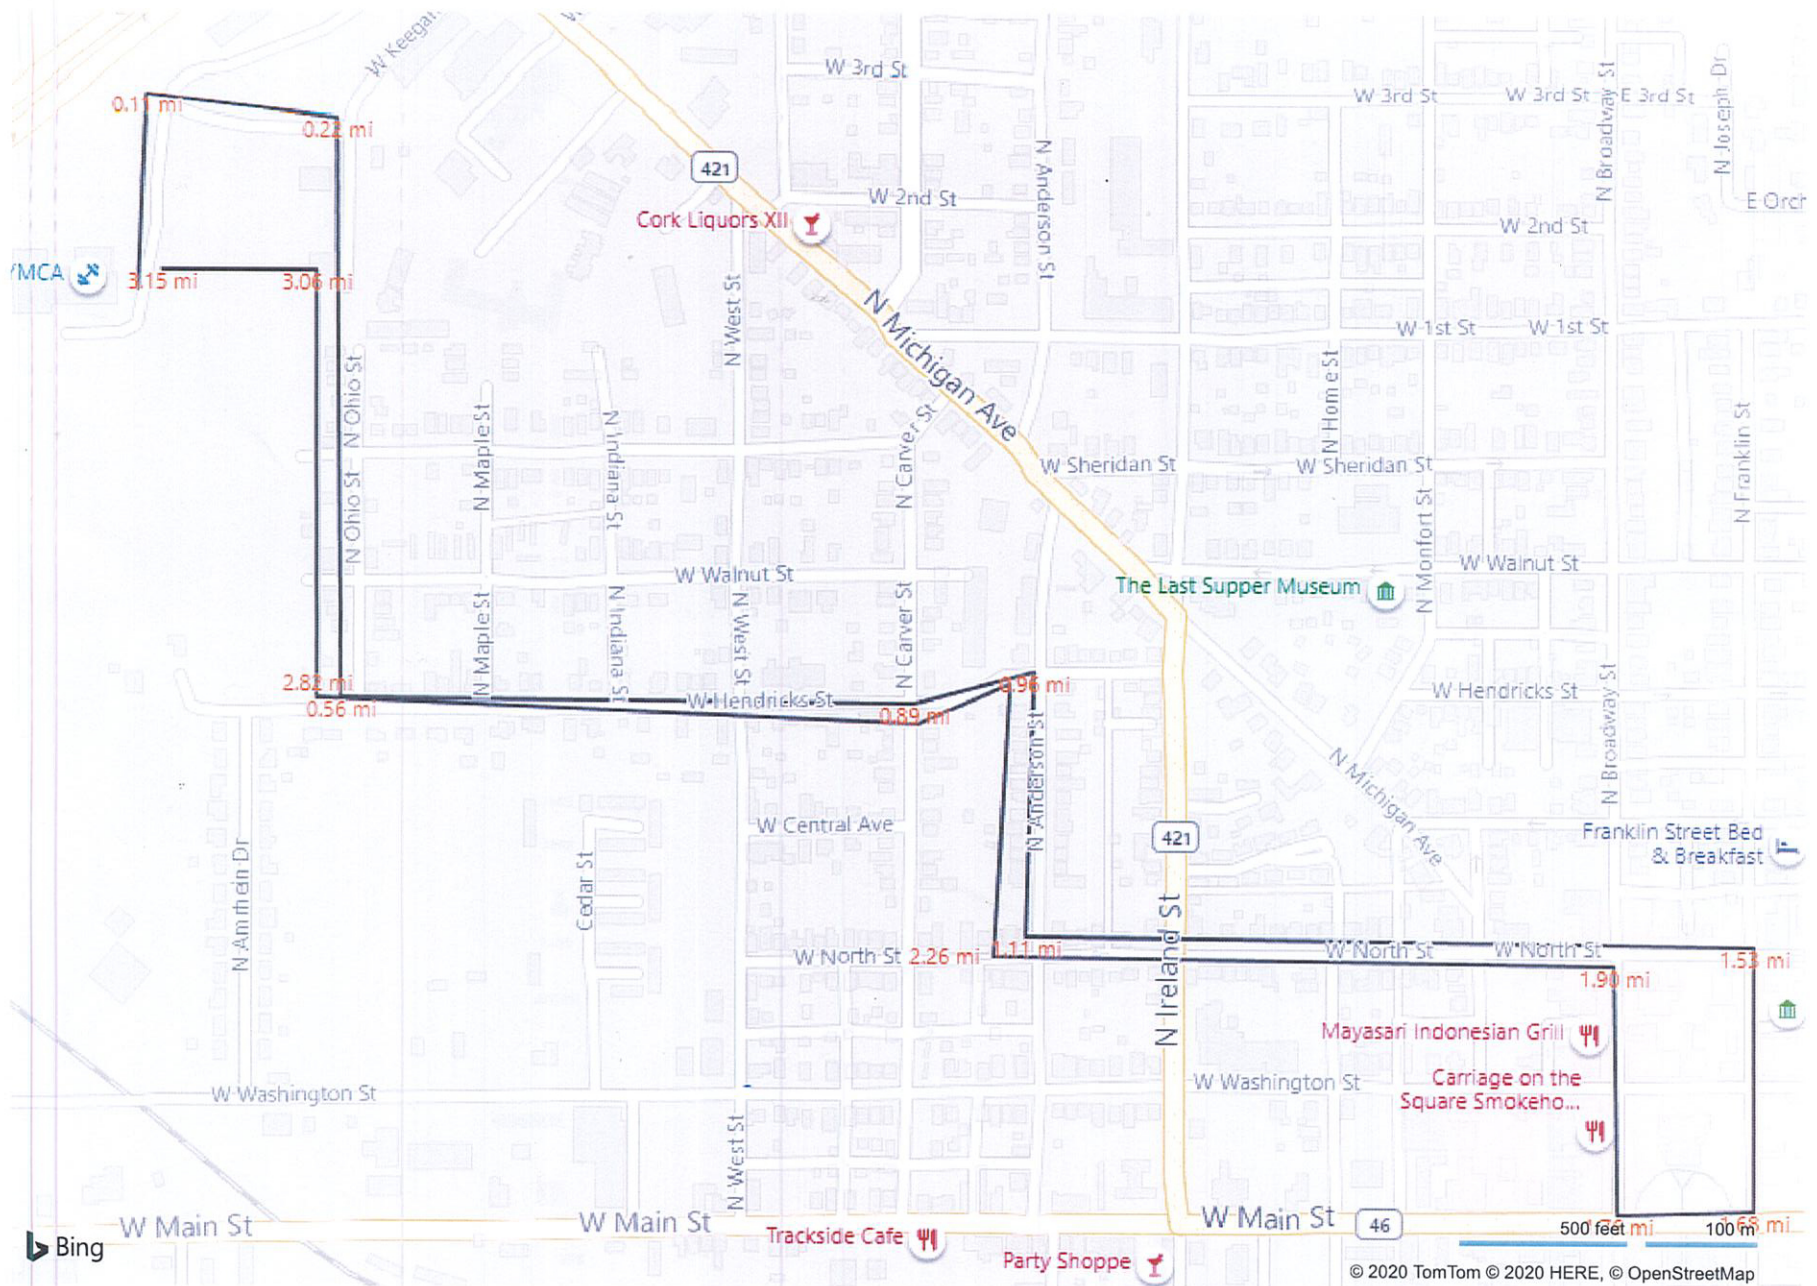 W Keegan
W 3rd St
W 3rd St
W 3rd St
E 3rd St
N Joseph Dr
0.11 mi
0.22 mi
421
N Anderson St
N Broadway St
W 2nd St
E Orch
Cork Liquors XII
W 2nd St
YMCA
3.15 mi
3.06 mi
N West St
N Michigan Ave
W 1st St
W 1st St
N Ohio St
N Home St
N Maple St
N Indiana St
N Carver St
N Franklin St
W Sheridan St
W Sheridan St
N Ohio St
N Monfort St
W Walnut St
W Walnut St
The Last Supper Museum
N Maple St
N Indiana St
N West St
N Carver St
2.82 mi
0.96 mi
W Hendricks St
W Hendricks St
0.56 mi
0.89 mi
N Broadway St
N Anderson St
N Michigan Ave
W Central Ave
421
Franklin Street Bed
& Breakfast
Cedar St
N Ammen Dr
N Ireland St
W North St
2.26 mi
1.11 mi
W North St
W North St
1.53 mi
1.90 mi
Mayasari Indonesian Grill
W Washington St
W Washington St
Carriage on the
Square Smokeho...
N West St
W Main St
W Main St
W Main St
46
500 feet
1.76 mi
100 m
1.68 mi
Bing
Trackside Cafe
Party Shoppe
© 2020 TomTom © 2020 HERE, © OpenStreetMap